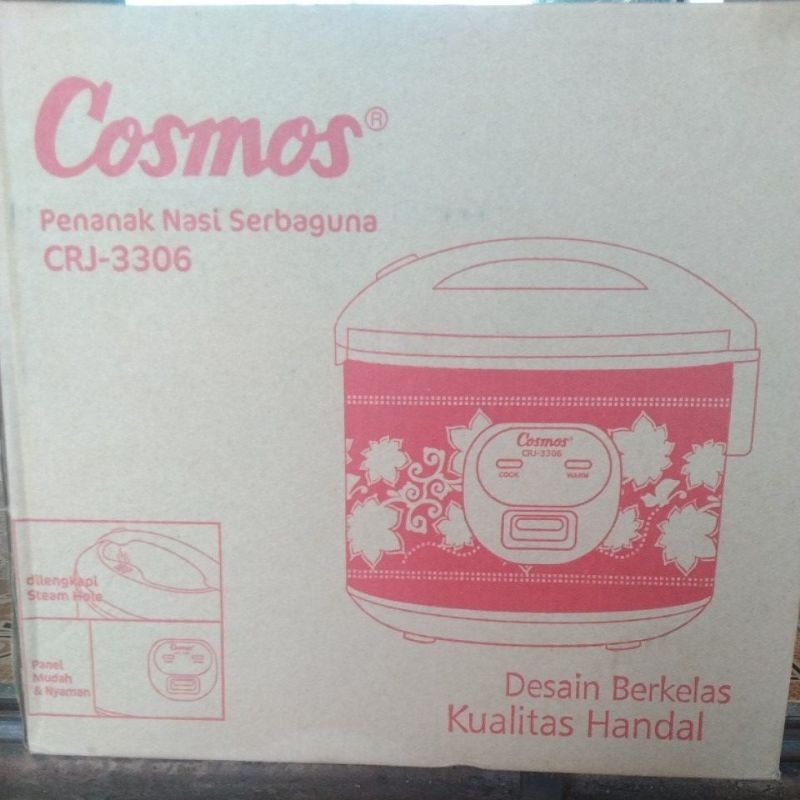 Cosmos®
Penanak Nasi Serbaguna
CRJ-3306
Cosmos®
CRJ-3306
COOK WARM
dilengkapi
Steam Hole
Cosmos
Panel
Mudah
& Nyaman
Desain Berkelas
Kualitas Handal